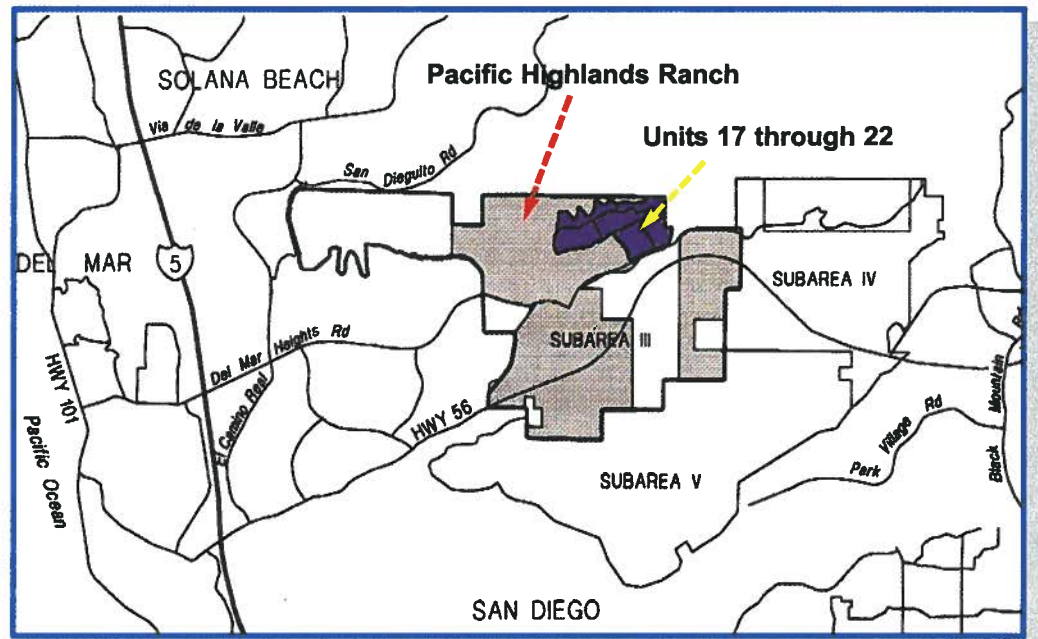 SOLANA BEACH
Pacific Highlands Ranch
Via de la Valle
Units 17 through 22
San Dieguito Rd
DEL MAR
5
SUBAREA IV
SUBAREA III
Del Mar Heights Rd
HWY 101
El Camino Real
HWY 56
Black Mountain
Park Village Rd
Pacific Ocean
SUBAREA V
SAN DIEGO